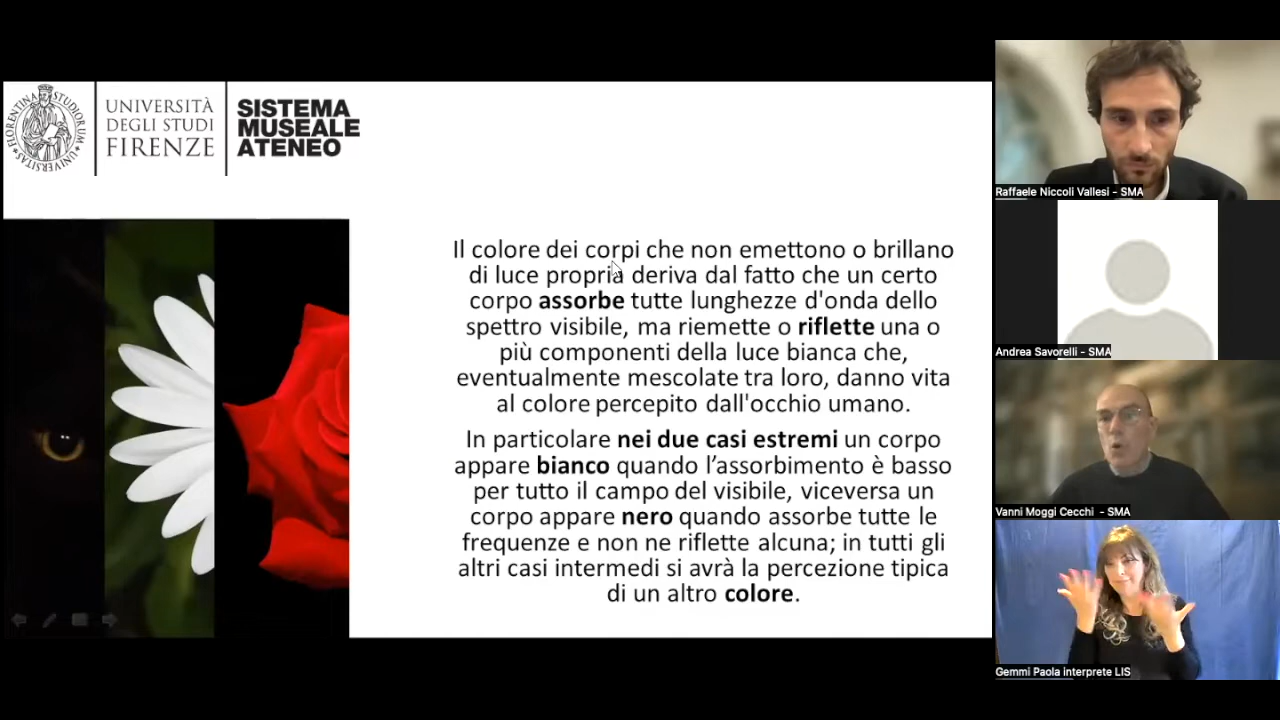 FLORENTINA STUDIORUM UNIVERSITAS
UNIVERSITÀ
DEGLI STUDI
FIRENZE
SISTEMA
MUSEALE
ATENEO
Il colore dei corpi che non emettono o brillano
di luce propria deriva dal fatto che un certo
corpo assorbe tutte lunghezze d'onda dello
spettro visibile, ma riemette o riflette una o
più componenti della luce bianca che,
eventualmente mescolate tra loro, danno vita
al colore percepito dall'occhio umano.
In particolare nei due casi estremi un corpo
appare bianco quando l’assorbimento è basso
per tutto il campo del visibile, viceversa un
corpo appare nero quando assorbe tutte le
frequenze e non ne riflette alcuna; in tutti gli
altri casi intermedi si avrà la percezione tipica
di un altro colore.
Raffaele Niccoli Vallesi - SMA
Andrea Savorelli - SMA
Vanni Moggi Cecchi - SMA
Gemmi Paola interprete LIS